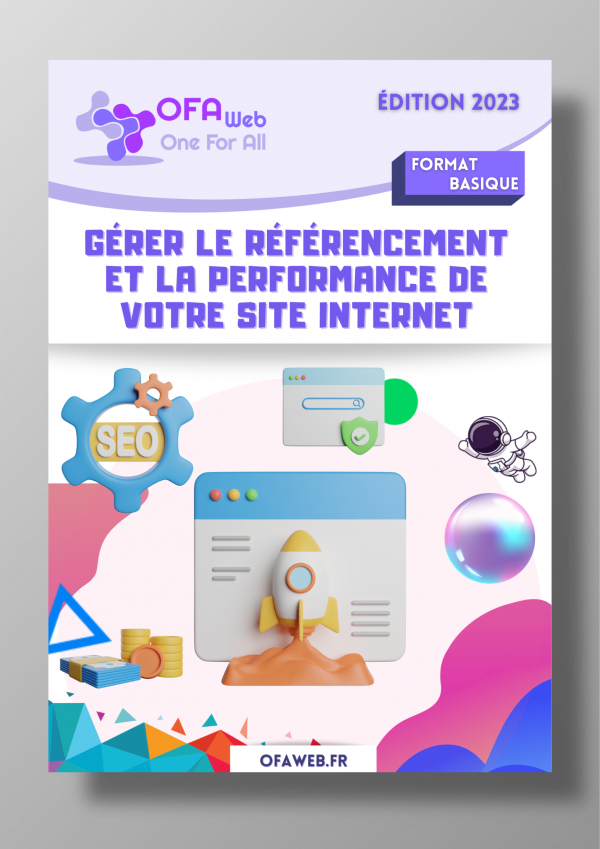 OFA Web
One For All
ÉDITION 2023
FORMAT
BASIQUE
GÉRER LE RÉFÉRENCEMENT
ET LA PERFORMANCE DE
VOTRE SITE INTERNET
SEO
OFAWEB.FR